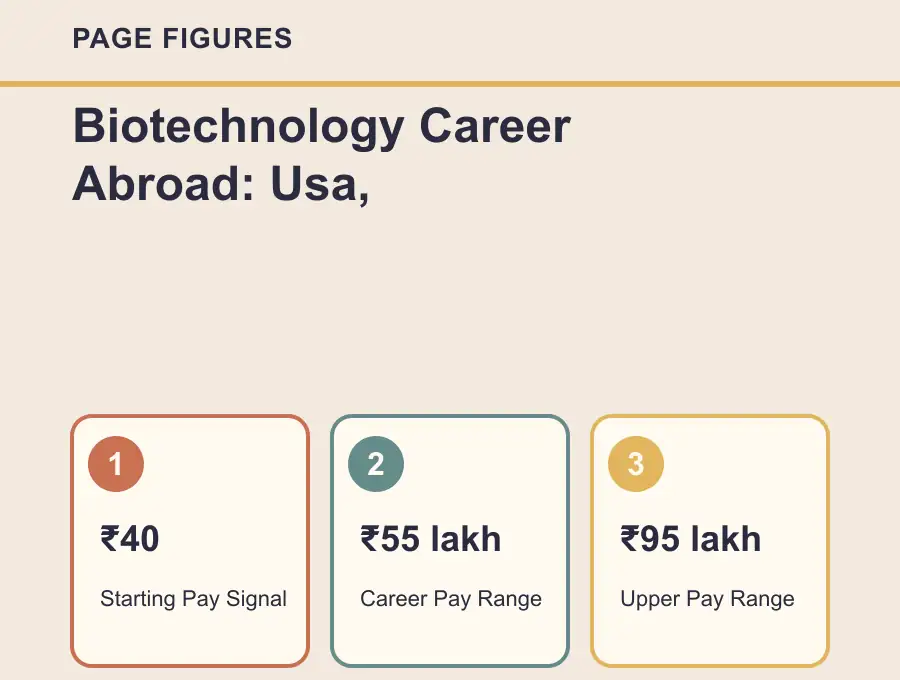 PAGE FIGURES
Biotechnology Career
Abroad: Usa,
1
₹40
Starting Pay Signal
2
₹55 lakh
Career Pay Range
3
₹95 lakh
Upper Pay Range